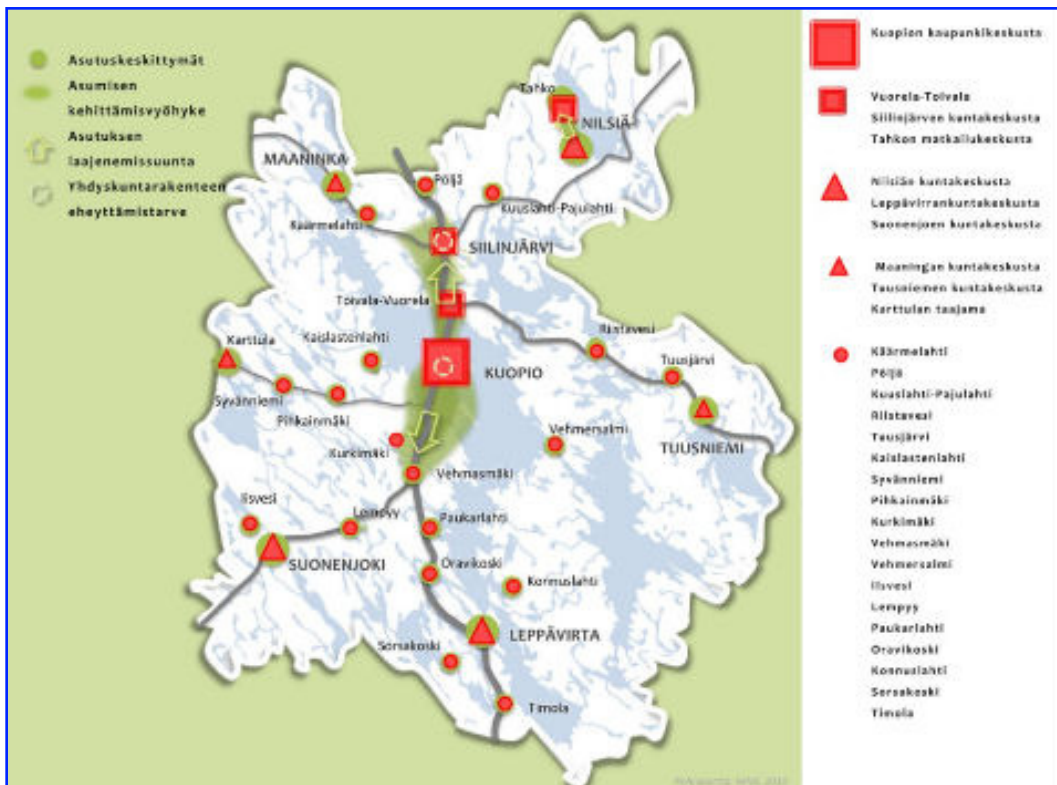 Asutuskeskittymät
Asumisen
kehittämisvyöhyke
Asutuksen
laajenemissuunta
Yhdyskuntarakenteen
eheyttämistarve
Tahko
NILSIÄ
MAANINKA
Pöljä
Kuuslahti-Pajulahti
Käärmelahti
SIILINJÄRVI
Toivala-Vuorela
Karttula
Kaislastenlahti
Riistavesi
Tuusjärvi
KUOPIO
Syvänniemi
Pihkainmäki
Vehmersalmi
TUUSNIEMI
Kurkimäki
Vehmasmäki
Iisvesi
Lempyy
Paukarlahti
SUONENJOKI
Oravikoski
Konnuslahti
LEPPÄVIRTA
Sorsakoski
Timola
Kuopion kaupunkikeskusta
Vuorela-Toivala
Siilinjärven kuntakeskusta
Tahkon matkailukeskusta
Nilsiän kuntakeskusta
Leppävirrankuntakeskusta
Suonenjoen kuntakeskusta
Maaningan kuntakeskusta
Tuusniemen kuntakeskusta
Karttulan taajama
Käärmelahti
Pöljä
Kuuslahti-Pajulahti
Riistavesi
Tuusjärvi
Kaislastenlahti
Syvänniemi
Pihkainmäki
Kurkimäki
Vehmasmäki
Vehmersalmi
Iisvesi
Lempyy
Paukarlahti
Oravikoski
Konnuslahti
Sorsakoski
Timola